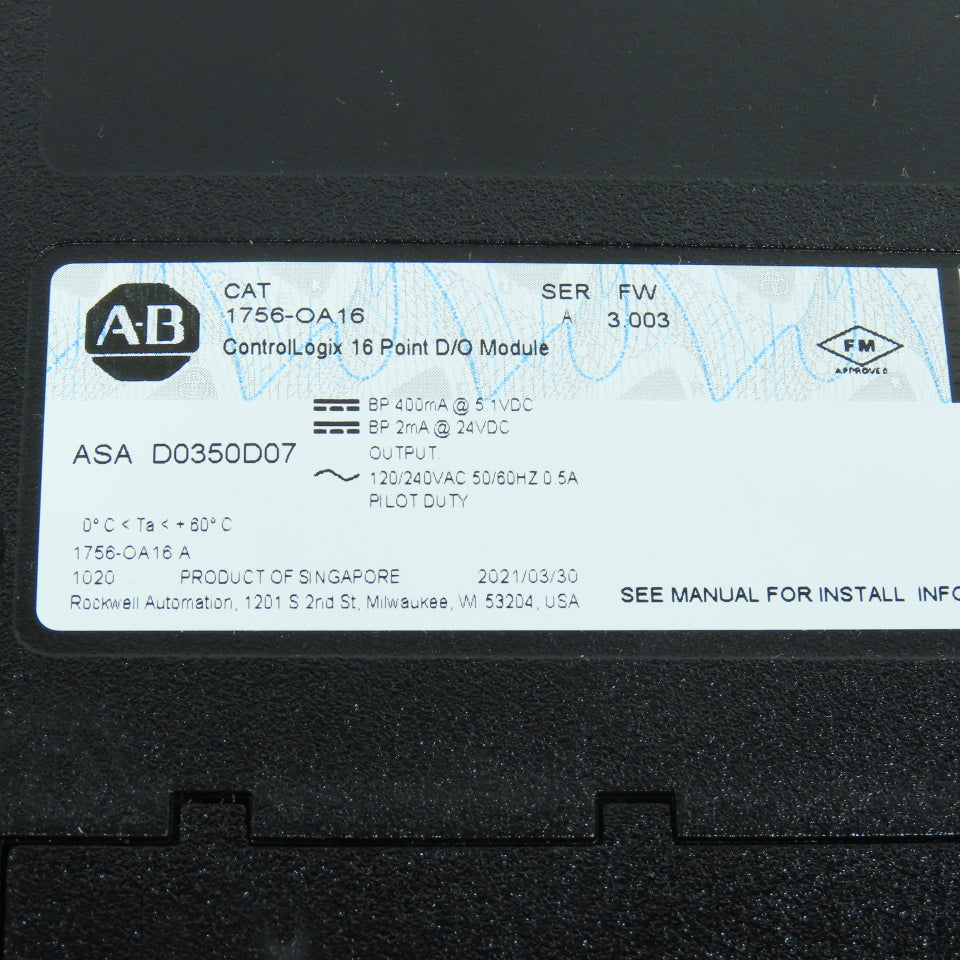 A-B
CAT SER FW
1756-OA16 A 3.003
ControlLogix 16 Point D/O Module
FM
APPROVED
BP 400mA @ 5.1VDC
BP 2mA @ 24VDC
ASA D0350D07
OUTPUT:
120/240VAC 50/60HZ 0.5A
PILOT DUTY
0° C < Ta < + 60° C
1756-OA16 A
1020 PRODUCT OF SINGAPORE 2021/03/30
Rockwell Automation, 1201 S 2nd St, Milwaukee, WI 53204, USA
SEE MANUAL FOR INSTALL INFO